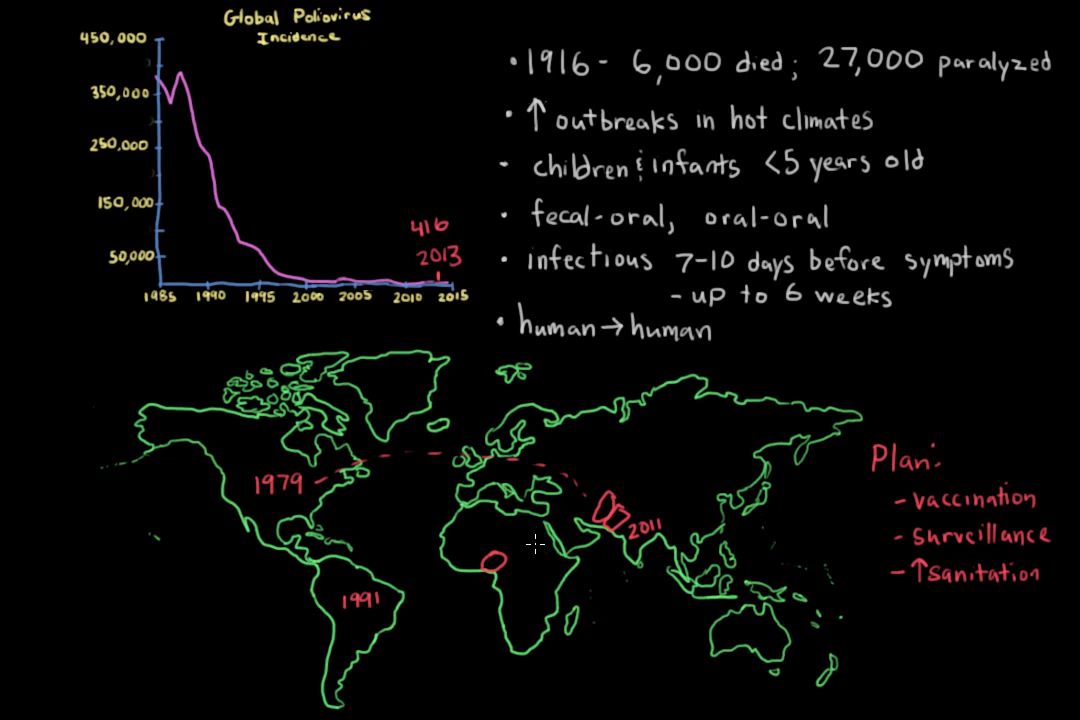 Global Poliovirus
Incidence
450,000
350,000
250,000
150,000
50,000
1985 1990 1995 2000 2005 2010 2015
416
2013
• 1916 - 6,000 died; 27,000 paralyzed
• ↑ outbreaks in hot climates
- children & infants <5 years old
• fecal-oral, oral-oral
• infectious 7-10 days before symptoms
- up to 6 weeks
• human → human
1979
1991
2011
Plan:
- vaccination
- surveillance
- ↑ sanitation